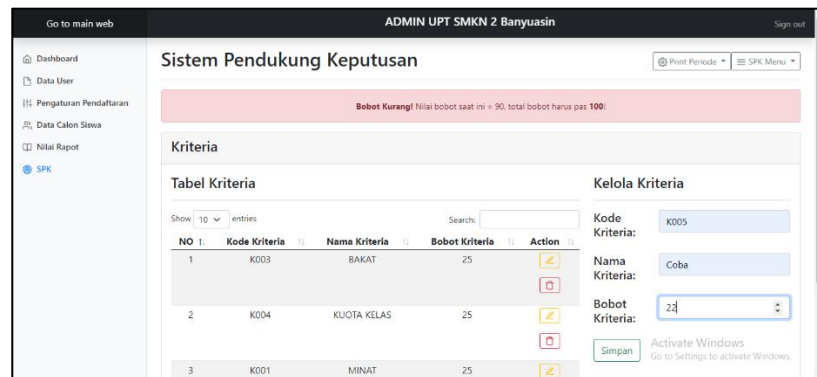 Go to main web
ADMIN UPT SMKN 2 Banyuasin
Sign out
Dashboard
Data User
Pengaturan Pendaftaran
Data Calon Siswa
Nilai Rapot
SPK
Sistem Pendukung Keputusan
Print Periode
SPK Menu
Bobot Kurang! Nilai bobot saat ini = 90, total bobot harus pas 100!
Kriteria
Tabel Kriteria
Show 10 entries
Search:
NO Kode Kriteria Nama Kriteria Bobot Kriteria Action
1 K003 BAKAT 25
2 K004 KUOTA KELAS 25
3 K001 MINAT 25
Kelola Kriteria
Kode
Kriteria:
K005
Nama
Kriteria:
Coba
Bobot
Kriteria:
22
Simpan
Activate Windows
Go to Settings to activate Windows.